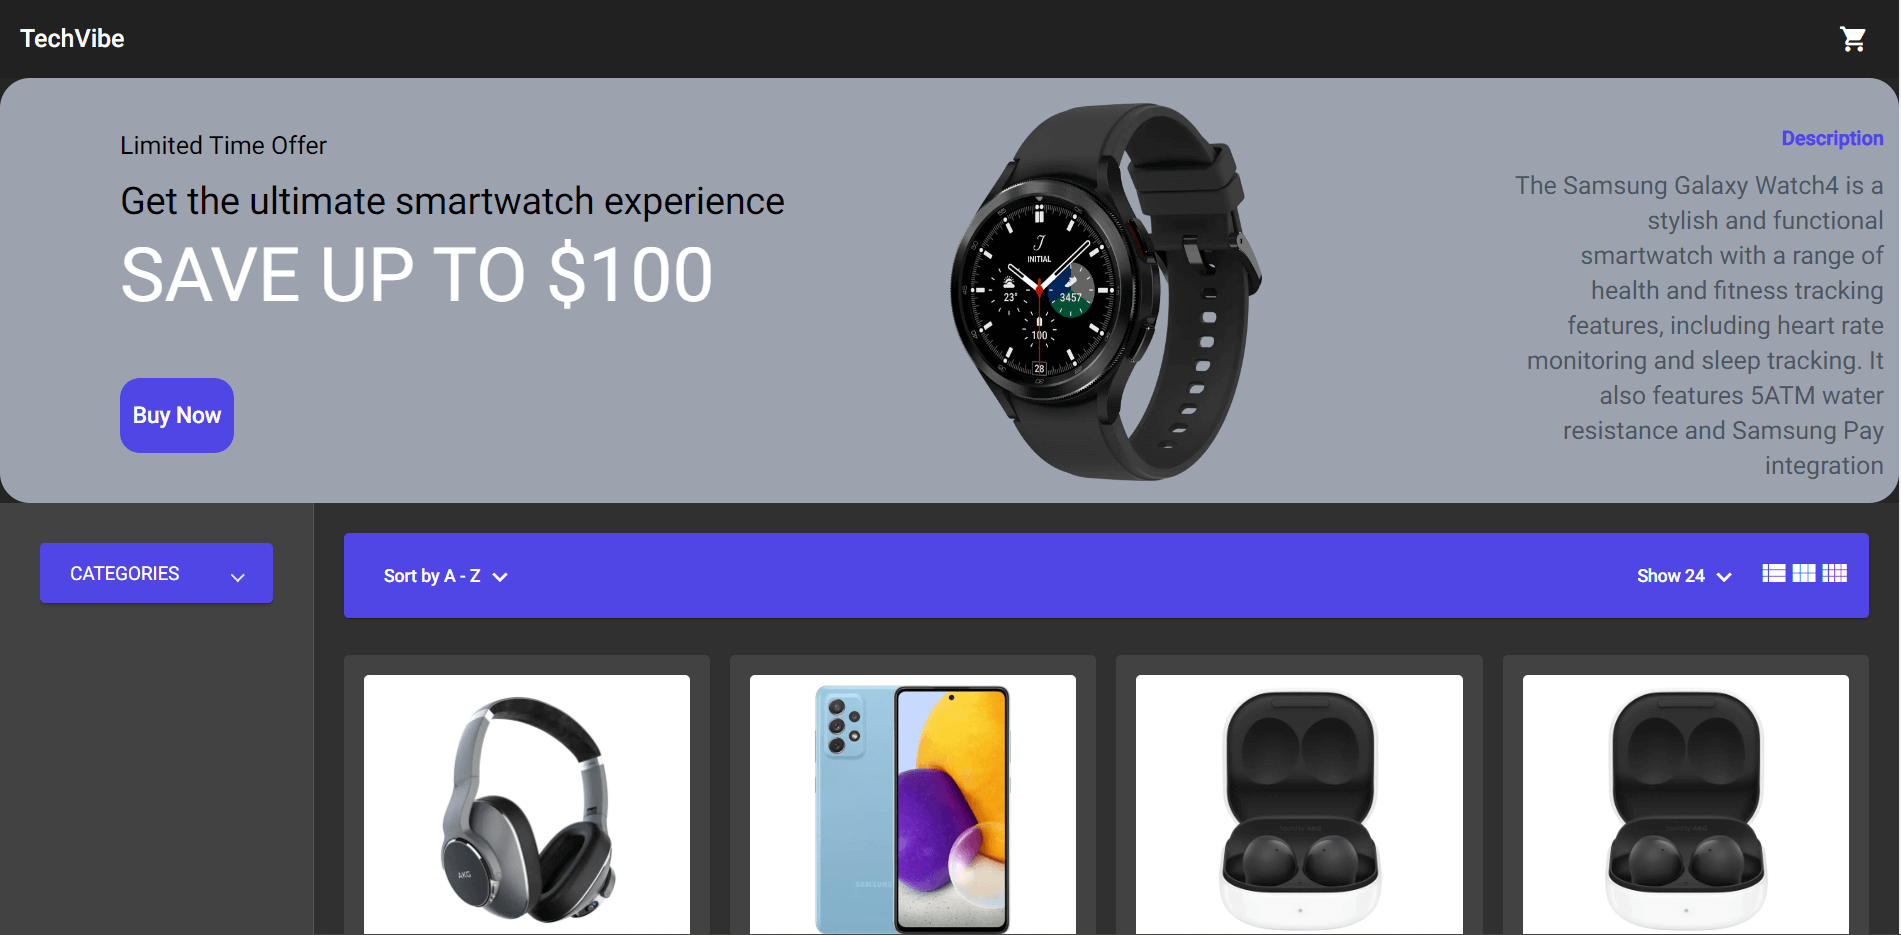 TechVibe
Limited Time Offer
Get the ultimate smartwatch experience
SAVE UP TO $100
Buy Now
INITIAL
23°
3457
100
28
Description
The Samsung Galaxy Watch4 is a
stylish and functional
smartwatch with a range of
health and fitness tracking
features, including heart rate
monitoring and sleep tracking. It
also features 5ATM water
resistance and Samsung Pay
integration
CATEGORIES
Sort by A - Z
Show 24
AKG
SAMSUNG